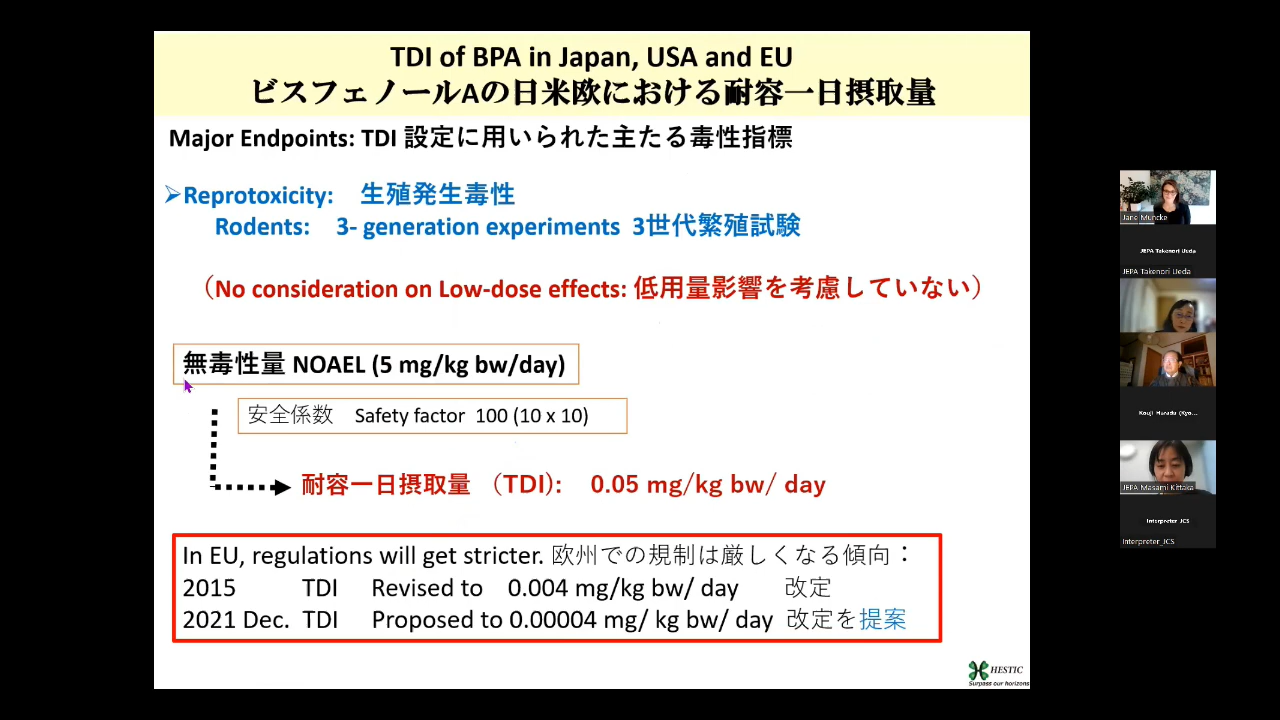 TDI of BPA in Japan, USA and EU
ビスフェノールAの日米欧における耐容一日摂取量
Major Endpoints: TDI 設定に用いられた主たる毒性指標
➢Reprotoxicity: 生殖発生毒性
Rodents: 3- generation experiments 3世代繁殖試験
(No consideration on Low-dose effects: 低用量影響を考慮していない)
無毒性量 NOAEL (5 mg/kg bw/day)
安全係数 Safety factor 100 (10 x 10)
耐容一日摂取量 (TDI): 0.05 mg/kg bw/ day
In EU, regulations will get stricter. 欧州での規制は厳しくなる傾向：
2015 TDI Revised to 0.004 mg/kg bw/ day 改定
2021 Dec. TDI Proposed to 0.00004 mg/ kg bw/ day 改定を提案
HESTIC
Surpass our horizons
Jane Muncke
JEPA Takenori Ueda
JEPA Takenori Ueda
Kouji Harada (Kyo...
JEPA Masami Kittaka
Interpreter JCS
Interpreter_JCS